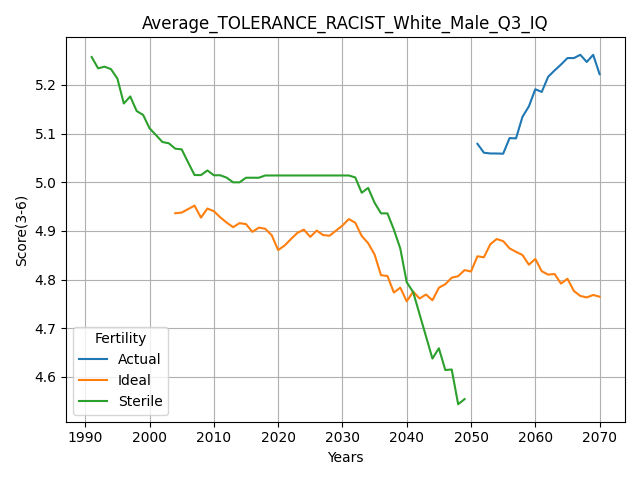 Average_TOLERANCE_RACIST_White_Male_Q3_IQ
Score(3-6)
5.2
5.1
5.0
4.9
4.8
4.7
4.6
Fertility
Actual
Ideal
Sterile
1990 2000 2010 2020 2030 2040 2050 2060 2070
Years